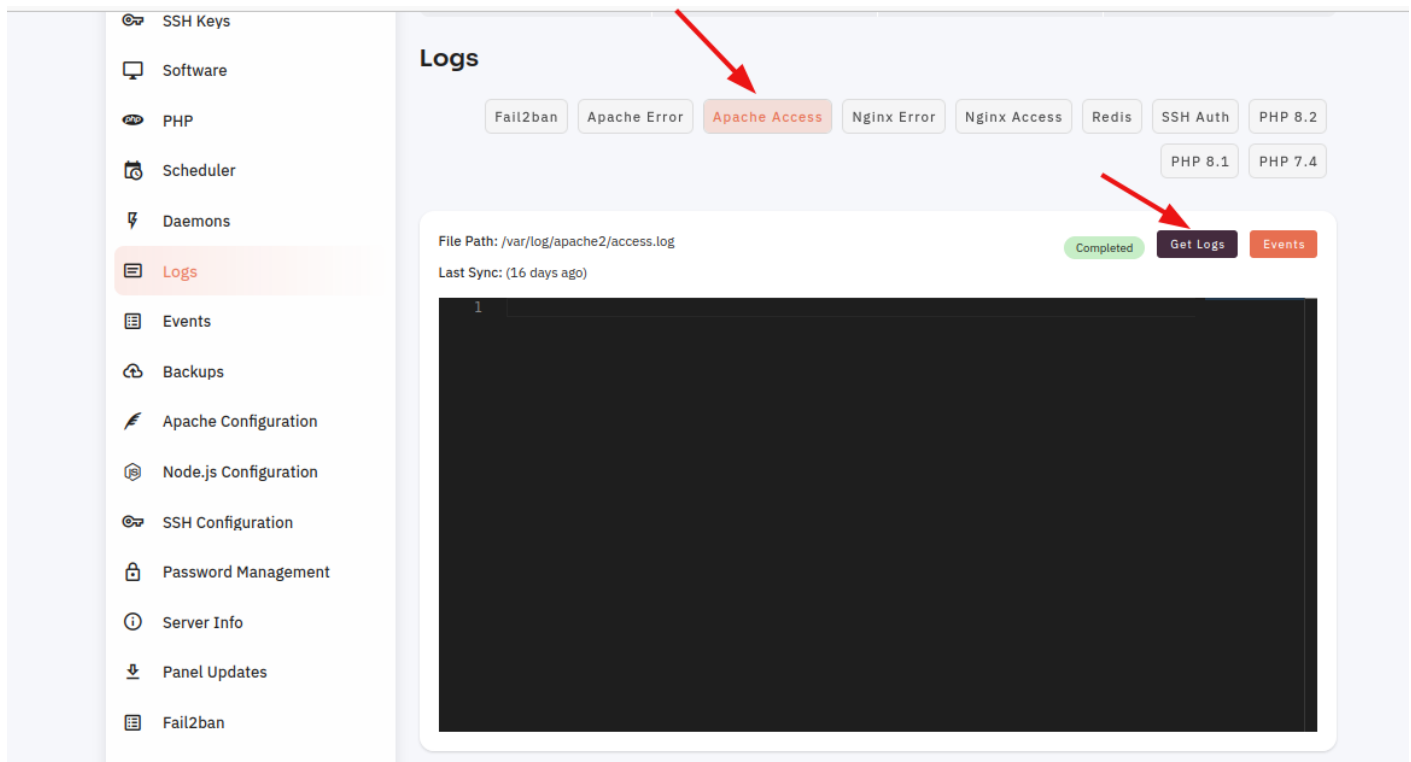 SSH Keys
Software
PHP
Scheduler
Daemons
Logs
Events
Backups
Apache Configuration
Node.js Configuration
SSH Configuration
Password Management
Server Info
Panel Updates
Fail2ban
Logs
Fail2ban Apache Error Apache Access Nginx Error Nginx Access Redis SSH Auth PHP 8.2
PHP 8.1 PHP 7.4
File Path: /var/log/apache2/access.log
Completed Get Logs Events
Last Sync: (16 days ago)
1